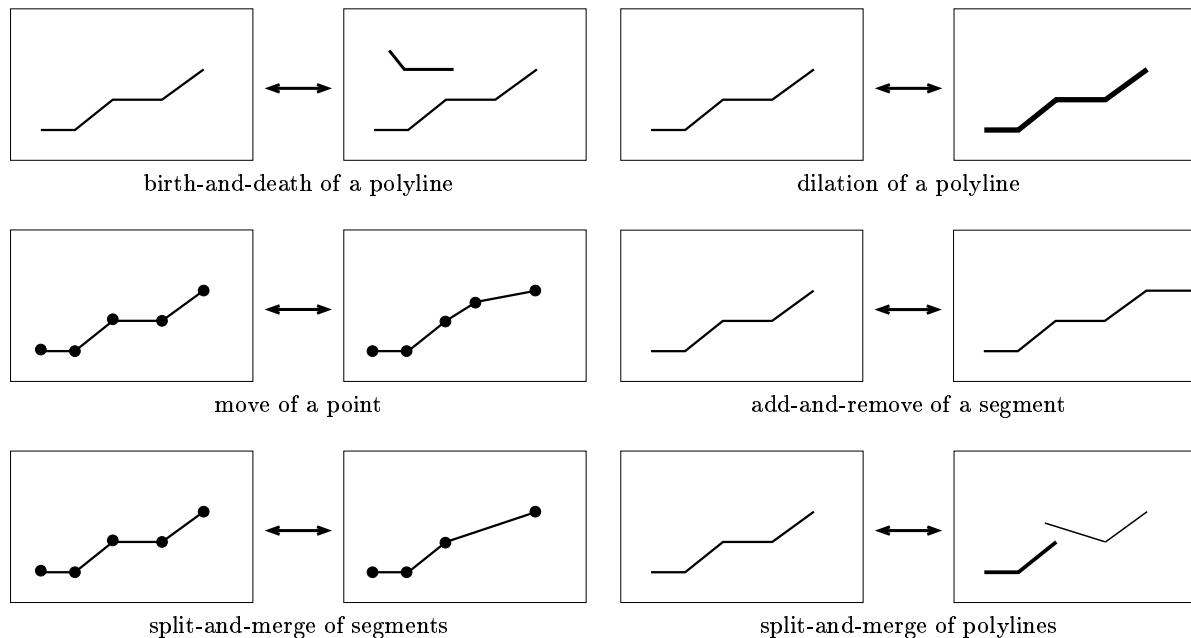 birth-and-death of a polyline
dilation of a polyline
move of a point
add-and-remove of a segment
split-and-merge of segments
split-and-merge of polylines